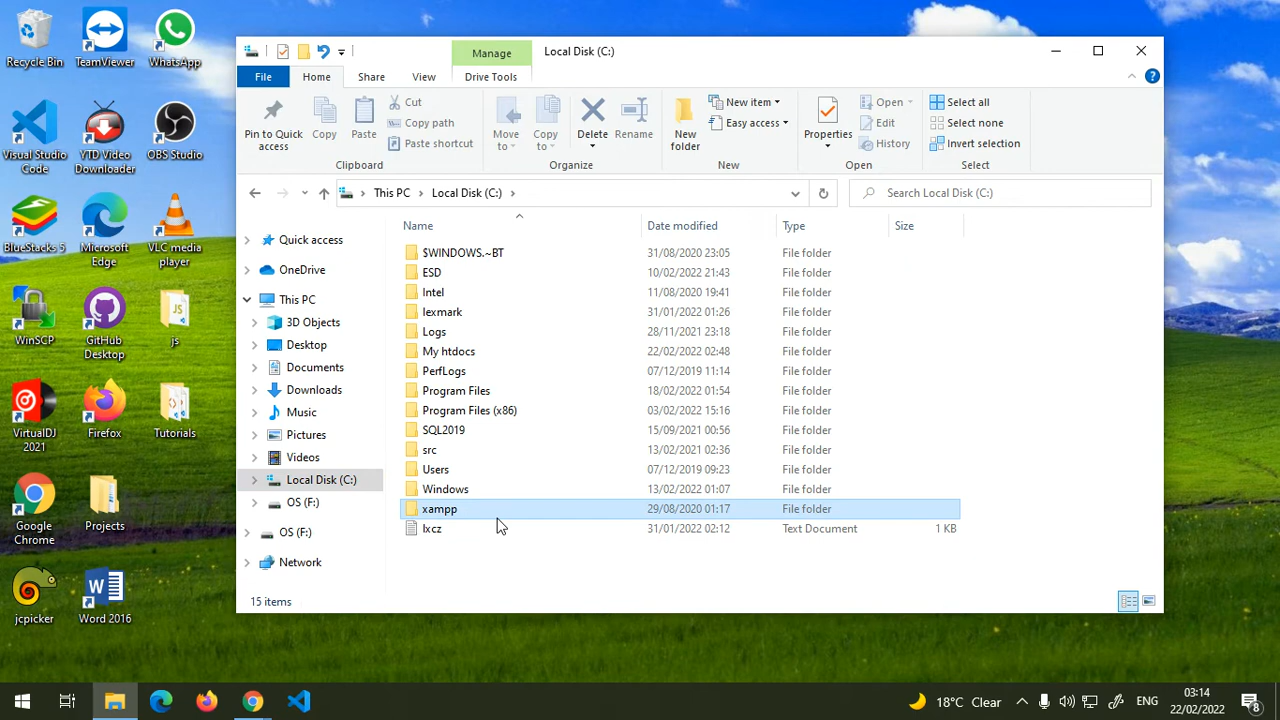 Recycle Bin
TeamViewer
WhatsApp
Visual Studio
Code
YTD Video
Downloader
OBS Studio
BlueStacks 5
Microsoft
Edge
VLC media
player
WinSCP
GitHub
Desktop
JS
js
VirtualDJ
2021
Firefox
Tutorials
Google
Chrome
Projects
jcpicker
Word 2016
Manage
Local Disk (C:)
File
Home
Share
View
Drive Tools
Pin to Quick
access
Copy
Paste
Cut
Copy path
Paste shortcut
Clipboard
Move
to
Copy
to
Delete
Rename
Organize
New
folder
New item
Easy access
New
Properties
Open
Edit
History
Open
Select all
Select none
Invert selection
Select
This PC
Local Disk (C:)
Search Local Disk (C:)
Quick access
OneDrive
This PC
3D Objects
Desktop
Documents
Downloads
Music
Pictures
Videos
Local Disk (C:)
OS (F:)
OS (F:)
Network
Name Date modified Type Size
$WINDOWS.~BT 31/08/2020 23:05 File folder
ESD 10/02/2022 21:43 File folder
Intel 11/08/2020 19:41 File folder
lexmark 31/01/2022 01:26 File folder
Logs 28/11/2021 23:18 File folder
My htdocs 22/02/2022 02:48 File folder
PerfLogs 07/12/2019 11:14 File folder
Program Files 18/02/2022 01:54 File folder
Program Files (x86) 03/02/2022 15:16 File folder
SQL2019 15/09/2021 00:56 File folder
src 13/02/2022 02:36 File folder
Users 07/12/2019 09:23 File folder
Windows 13/02/2022 01:07 File folder
xampp 29/08/2020 01:17 File folder
lxcz 31/01/2022 02:12 Text Document 1 KB
15 items
18°C Clear
ENG
03:14
22/02/2022
8